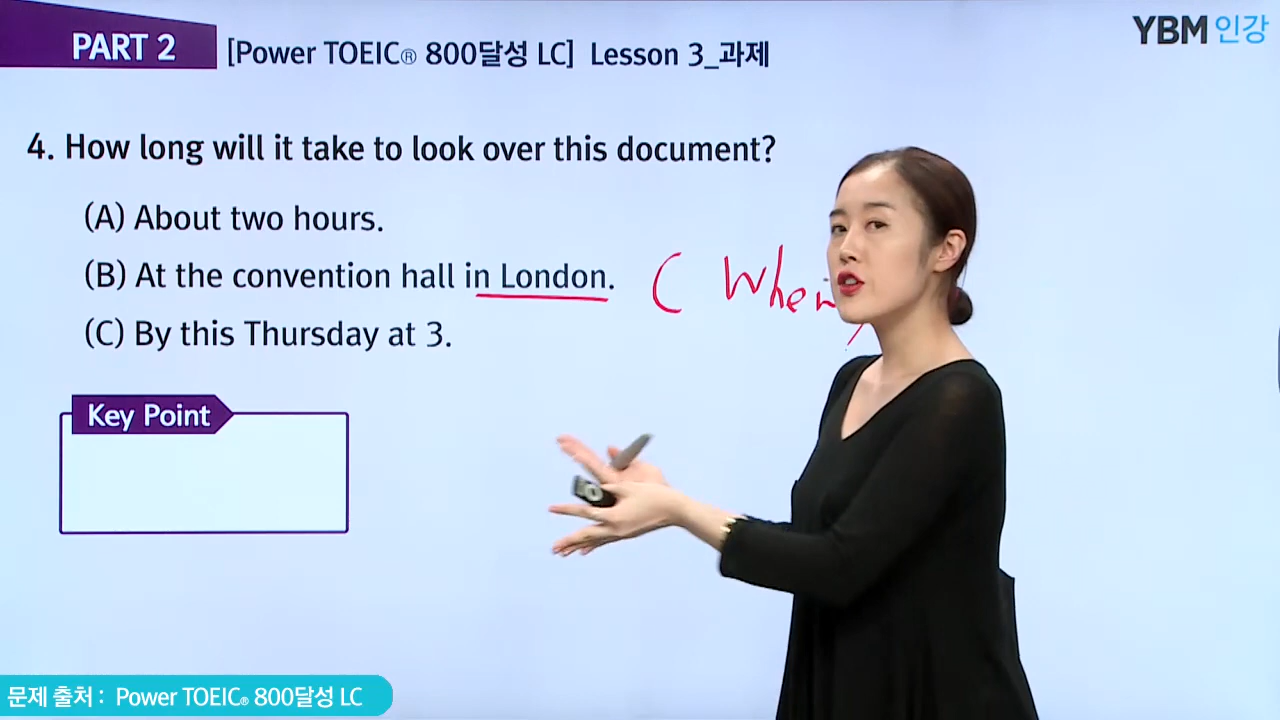 PART 2
[Power TOEIC® 800달성 LC] Lesson 3_과제
YBM 인강
4. How long will it take to look over this document?
(A) About two hours.
(B) At the convention hall in London.
(C) By this Thursday at 3.
Key Point
문제 출처 : Power TOEIC® 800달성 LC